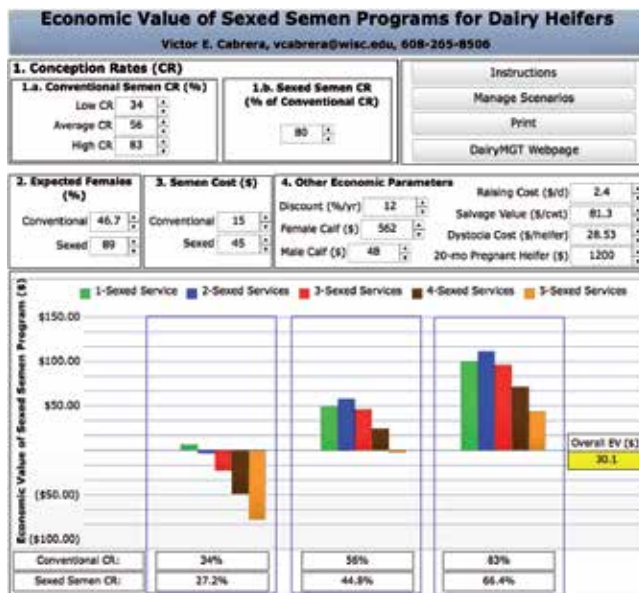 Economic Value of Sexed Semen Programs for Dairy Heifers
Victor E. Cabrera, vcabrera@wisc.edu, 608-265-8506
1. Conception Rates (CR)
1.a. Conventional Semen CR (%)
Low CR 34
Average CR 56
High CR 83
1.b. Sexed Semen CR
(% of Conventional CR)
80
Instructions
Manage Scenarios
Print
DairyMGT Webpage
2. Expected Females
(%)
Conventional 46.7
Sexed 89
3. Semen Cost ($)
Conventional 15
Sexed 45
4. Other Economic Parameters
Discount (%/yr) 12
Female Calf ($) 562
Male Calf ($) 48
Raising Cost ($/d) 2.4
Salvage Value ($/cwt) 81.3
Dystocia Cost ($/heifer) 28.53
20-mo Pregnant Heifer ($) 1200
Economic Value of Sexed Semen Program ($)
1-Sexed Service 2-Sexed Services 3-Sexed Services 4-Sexed Services 5-Sexed Services
$150.00
$100.00
$50.00
($50.00)
($100.00)
Overall EV ($)
30.1
Conventional CR: 34% 56% 83%
Sexed Semen CR: 27.2% 44.8% 66.4%